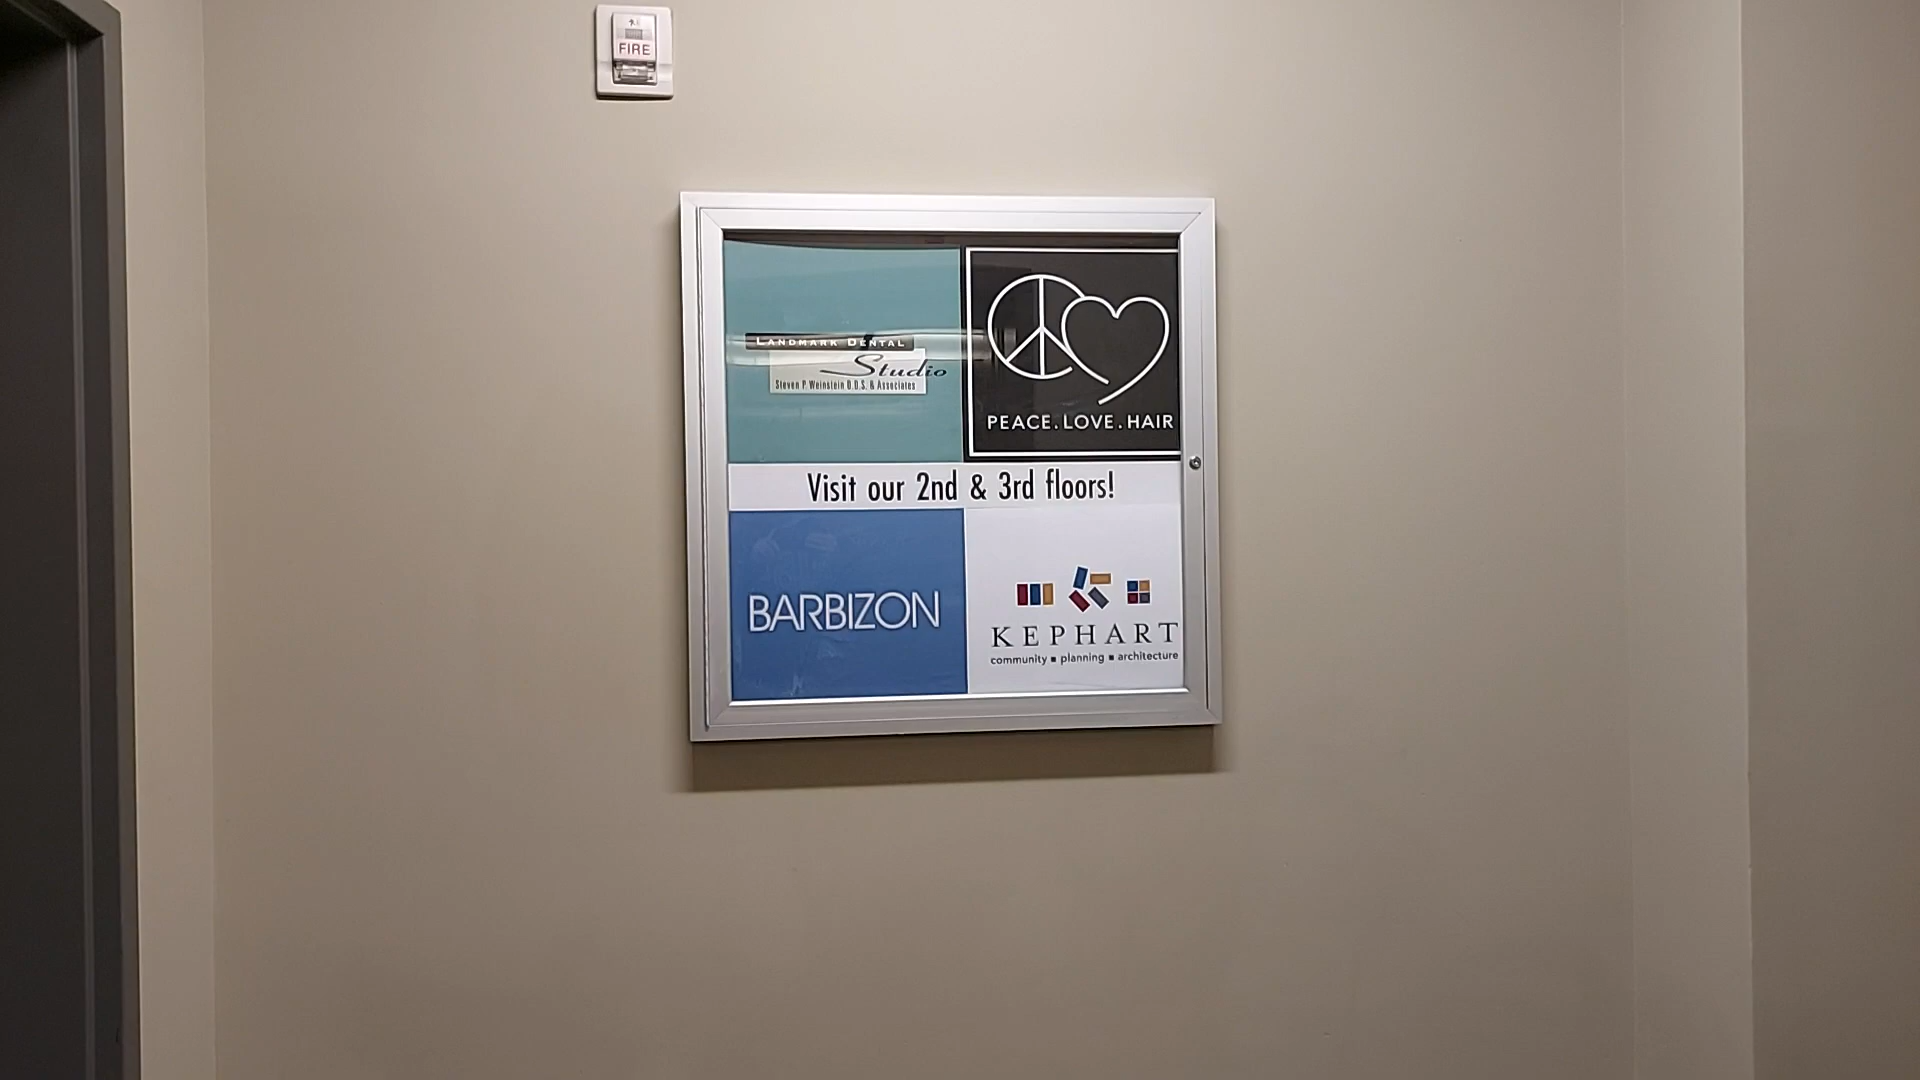 FIRE
LANDMARK DENTAL
Studio
Steven P. Weinstein D.D.S. & Associates
PEACE.LOVE.HAIR
Visit our 2nd & 3rd floors!
BARBIZON
KEPHART
community ▪ planning ▪ architecture